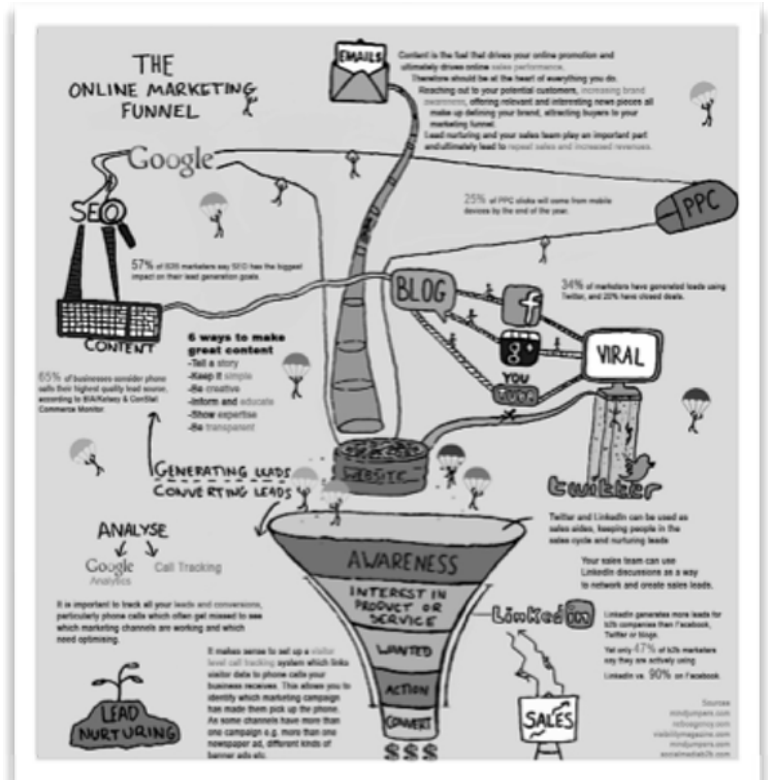 THE
ONLINE MARKETING
FUNNEL
EMAILS
Content is the fuel that drives your online promotion and
ultimately drives online sales performance.
Therefore should be at the heart of everything you do.
Reaching out to your potential customers, increasing brand
awareness, offering relevant and interesting news pieces all
make up defining your brand, attracting buyers to your
marketing funnel.
Lead nurturing and your sales team play an important part
and ultimately lead to repeat sales and increased revenues.
Google
SEO
PPC
25% of PPC clicks will come from mobile
devices by the end of the year.
57% of B2B marketers say SEO has the biggest
impact on their lead generation goals.
BLOG
f
g
YOU
34% of marketers have generated leads using
Twitter, and 20% have closed deals.
VIRAL
CONTENT
6 ways to make
great content
-Tell a story
-Keep it simple
-Be creative
-Inform and educate
-Show expertise
-Be transparent
65% of businesses consider phone
calls their highest quality lead source,
according to BIA/Kelsey & ConStat
Commerce Monitor.
WEBSITE
twitter
GENERATING LEADS
CONVERTING LEADS
ANALYSE
Google
Analytics
Call Tracking
It is important to track all your leads and conversions,
particularly phone calls which often get missed to see
which marketing channels are working and which
need optimising.
AWARENESS
INTEREST IN
PRODUCT OR
SERVICE
WANTED
ACTION
CONVERT
$$$
Twitter and LinkedIn can be used as
sales aides, keeping people in the
sales cycle and nurturing leads
Your sales team can use
LinkedIn discussions as a way
to network and create sales leads.
Linkedin
LinkedIn generates more leads for
b2b companies than Facebook,
Twitter or blogs.
Yet only 47% of b2b marketers
say they are actively using
LinkedIn vs. 90% on Facebook.
It makes sense to set up a visitor
level call tracking system which links
visitor data to phone calls your
business receives. This allows you to
identify which marketing campaign
has made them pick up the phone.
As some channels have more than
one campaign e.g. more than one
newspaper ad, different kinds of
banner ads etc.
LEAD
NURTURING
SALES
Sources
mindjumpers.com
visibilitymagazine.com
mindjumpers.com
socialmediab2b.com